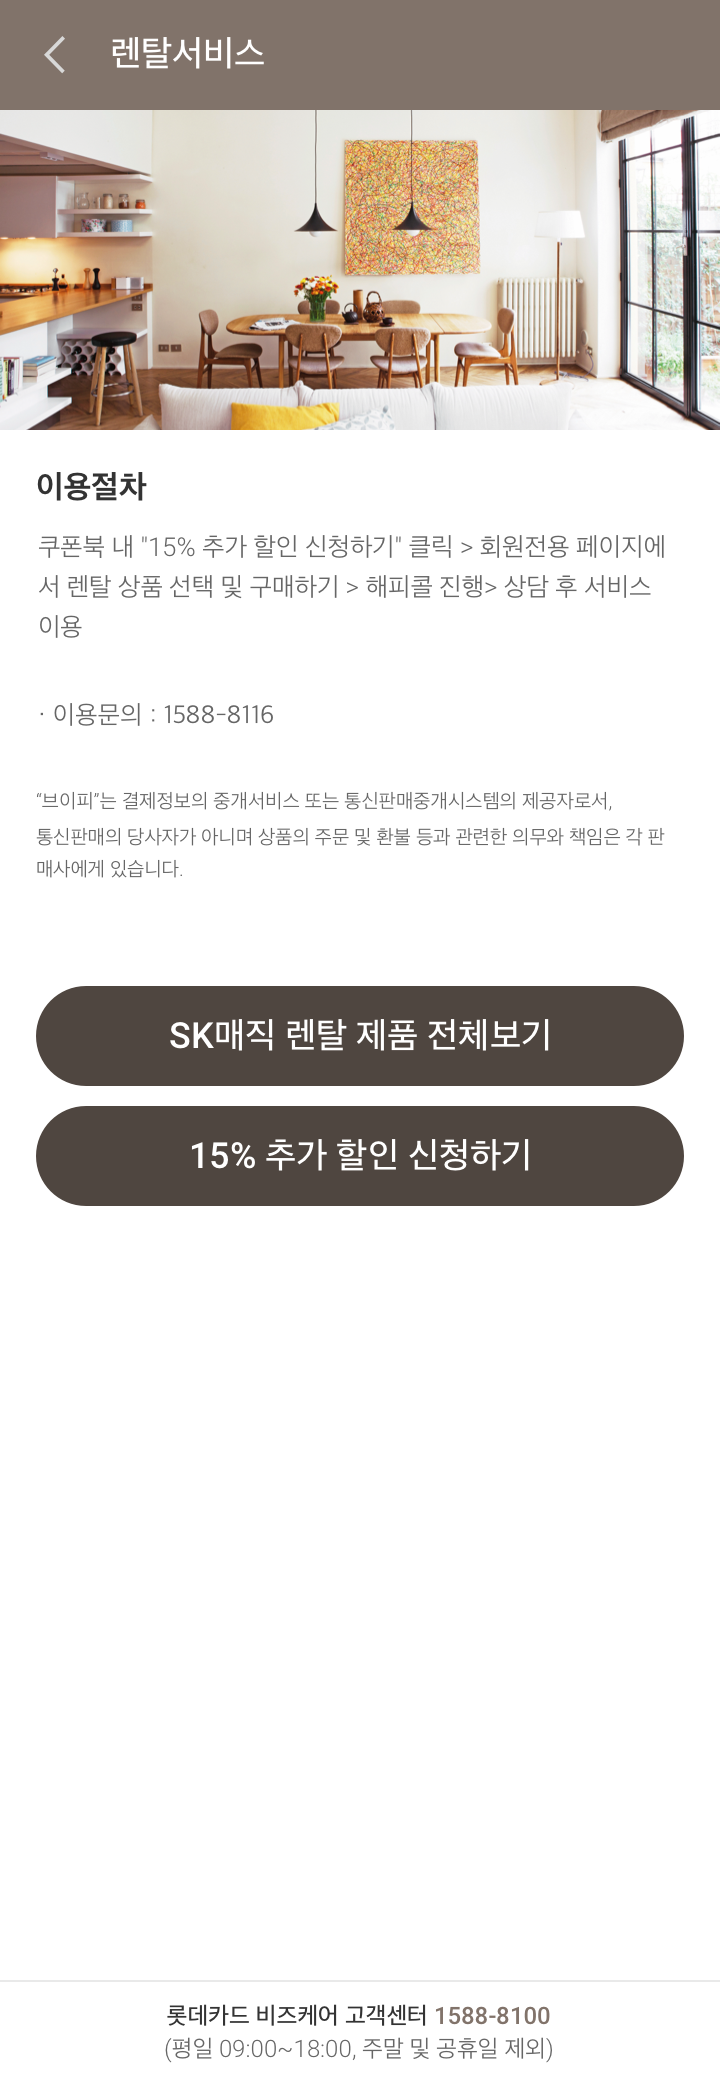 렌탈서비스
이용절차
쿠폰북 내 "15% 추가 할인 신청하기" 클릭 > 회원전용 페이지에
서 렌탈 상품 선택 및 구매하기 > 해피콜 진행> 상담 후 서비스
이용
· 이용문의 : 1588-8116
“브이피”는 결제정보의 중개서비스 또는 통신판매중개시스템의 제공자로서,
통신판매의 당사자가 아니며 상품의 주문 및 환불 등과 관련한 의무와 책임은 각 판
매사에게 있습니다.
SK매직 렌탈 제품 전체보기
15% 추가 할인 신청하기
롯데카드 비즈케어 고객센터 1588-8100
(평일 09:00~18:00, 주말 및 공휴일 제외)